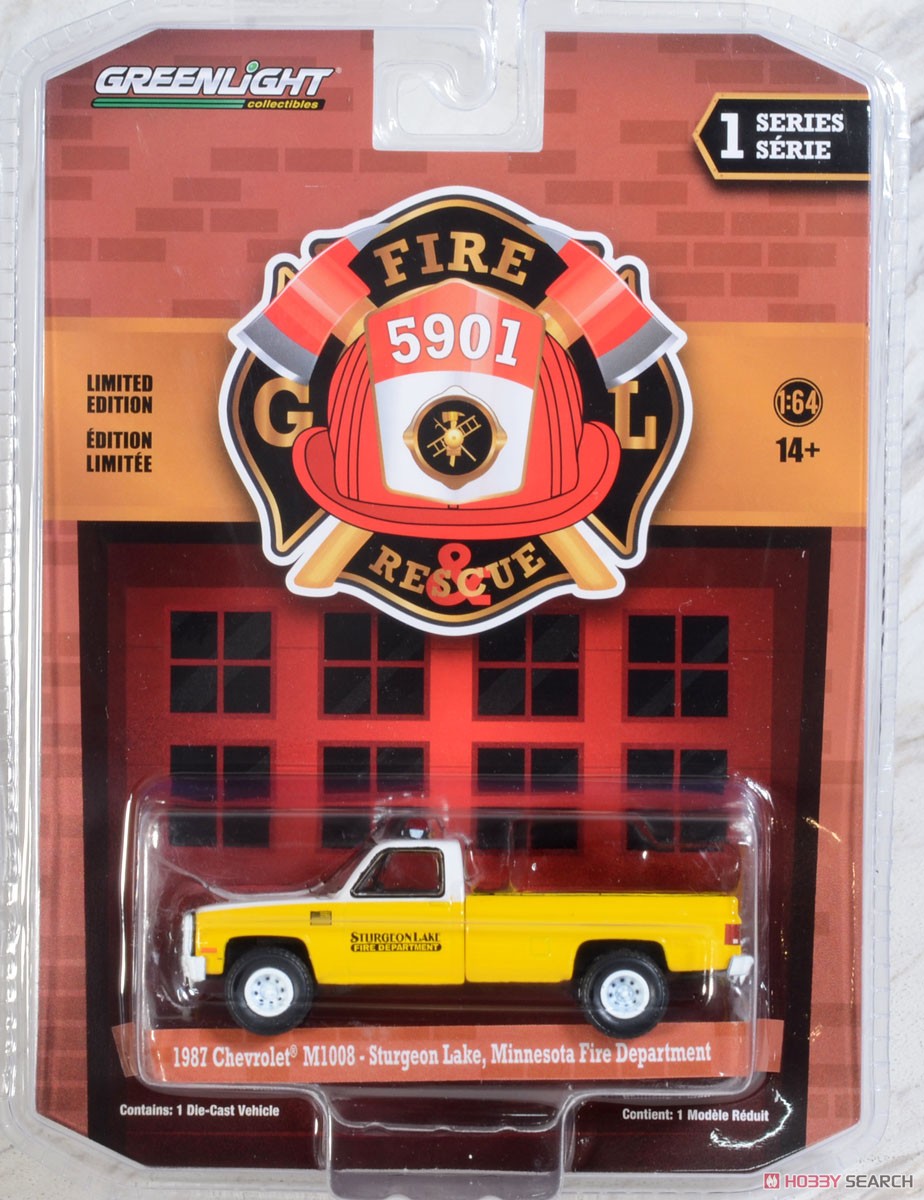 GREENLiGHT®
collectibles
1 SERIES
SÉRIE
FIRE
5901
G L
LIMITED
EDITION
ÉDITION
LIMITÉE
1:64
14+
&
RESCUE
STURGEON LAKE
FIRE DEPARTMENT
1987 Chevrolet® M1008 - Sturgeon Lake, Minnesota Fire Department
Contains: 1 Die-Cast Vehicle
Contient: 1 Modèle Réduit
HOBBY SEARCH